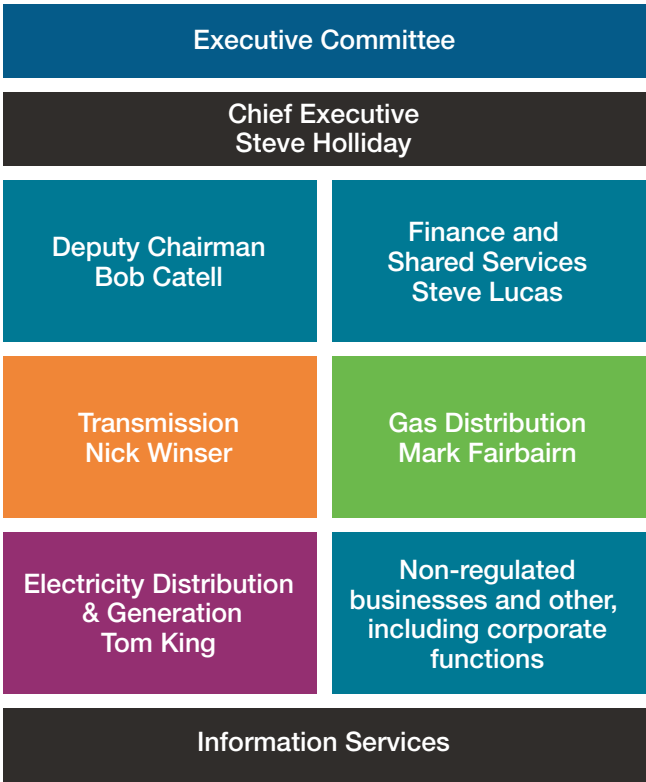 Executive Committee
Chief Executive
Steve Holliday
Deputy Chairman
Bob Catell
Finance and
Shared Services
Steve Lucas
Transmission
Nick Winser
Gas Distribution
Mark Fairbairn
Electricity Distribution
& Generation
Tom King
Non-regulated
businesses and other,
including corporate
functions
Information Services